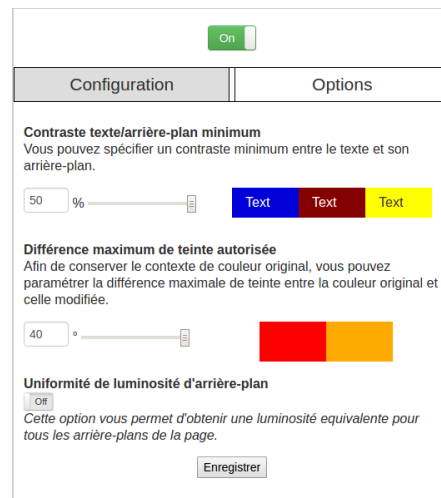 On
Configuration Options
Contraste texte/arrière-plan minimum
Vous pouvez spécifier un contraste minimum entre le texte et son
arrière-plan.
50 % Text Text Text
Différence maximum de teinte autorisée
Afin de conserver le contexte de couleur original, vous pouvez
paramétrer la différence maximale de teinte entre la couleur original et
celle modifiée.
40 °
Uniformité de luminosité d'arrière-plan
Off
Cette option vous permet d'obtenir une luminosité equivalente pour
tous les arrière-plans de la page.
Enregistrer